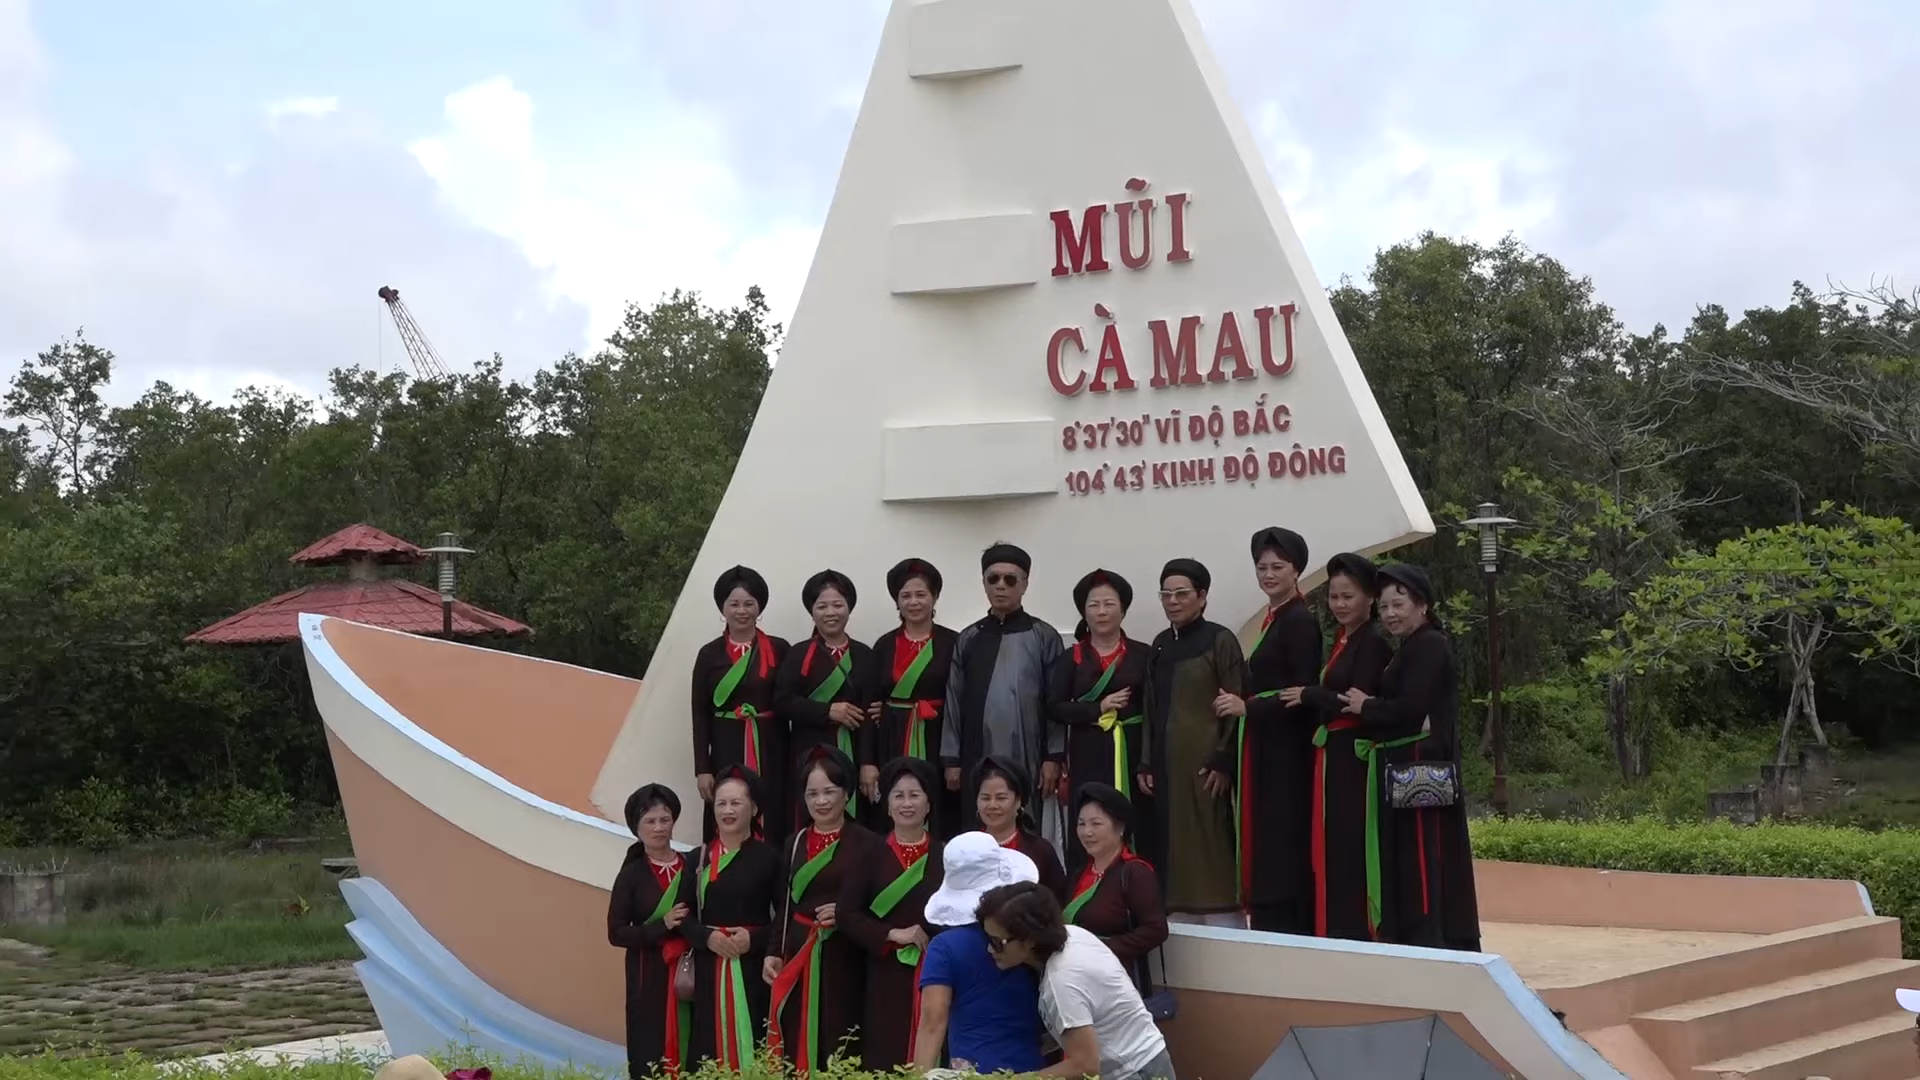 MŨI
CÀ MAU
8°37'30" VĨ ĐỘ BẮC
104°43' KINH ĐỘ ĐÔNG